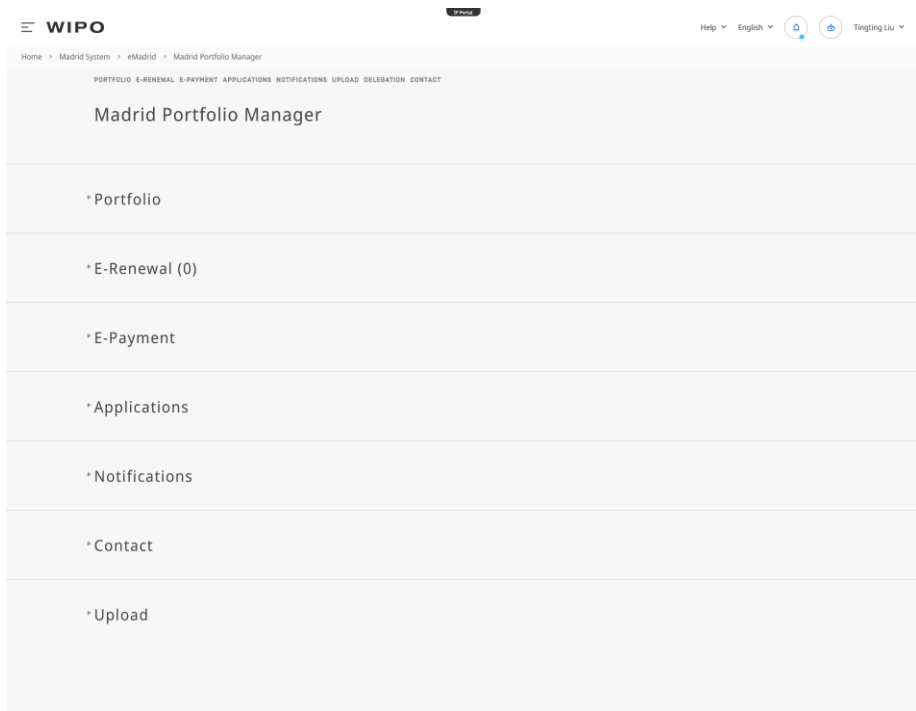 IP Portal
WIPO Help English Tingting Liu
Home > Madrid System > eMadrid > Madrid Portfolio Manager
PORTFOLIO E-RENEWAL E-PAYMENT APPLICATIONS NOTIFICATIONS UPLOAD DELEGATION CONTACT
Madrid Portfolio Manager
Portfolio
E-Renewal (0)
E-Payment
Applications
Notifications
Contact
Upload